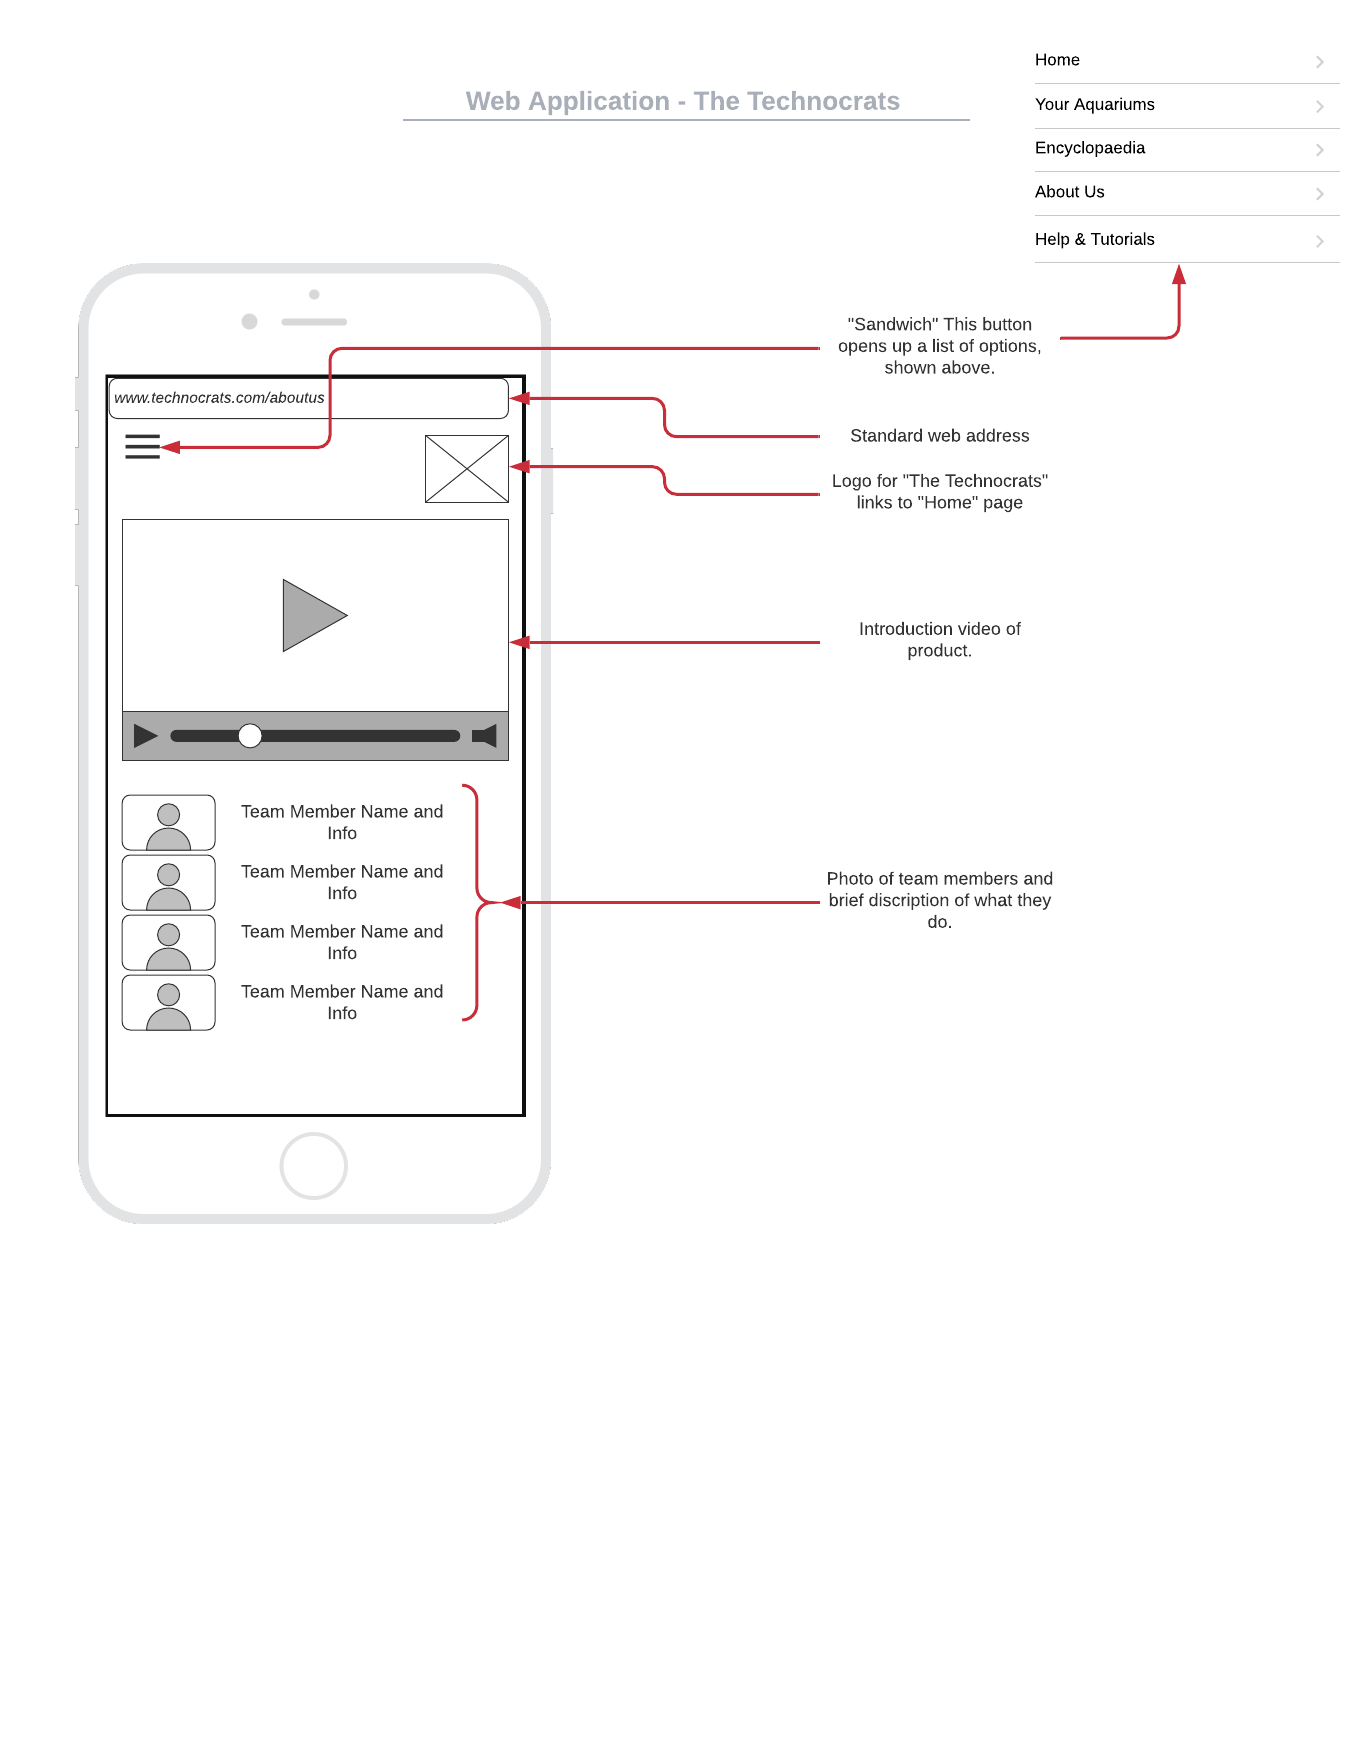 Home
Web Application - The Technocrats
Your Aquariums
Encyclopaedia
About Us
Help & Tutorials
"Sandwich" This button
opens up a list of options,
shown above.
www.technocrats.com/aboutus
Standard web address
Logo for "The Technocrats"
links to "Home" page
Introduction video of
product.
Team Member Name and
Info
Team Member Name and
Info
Team Member Name and
Info
Team Member Name and
Info
Photo of team members and
brief discription of what they
do.